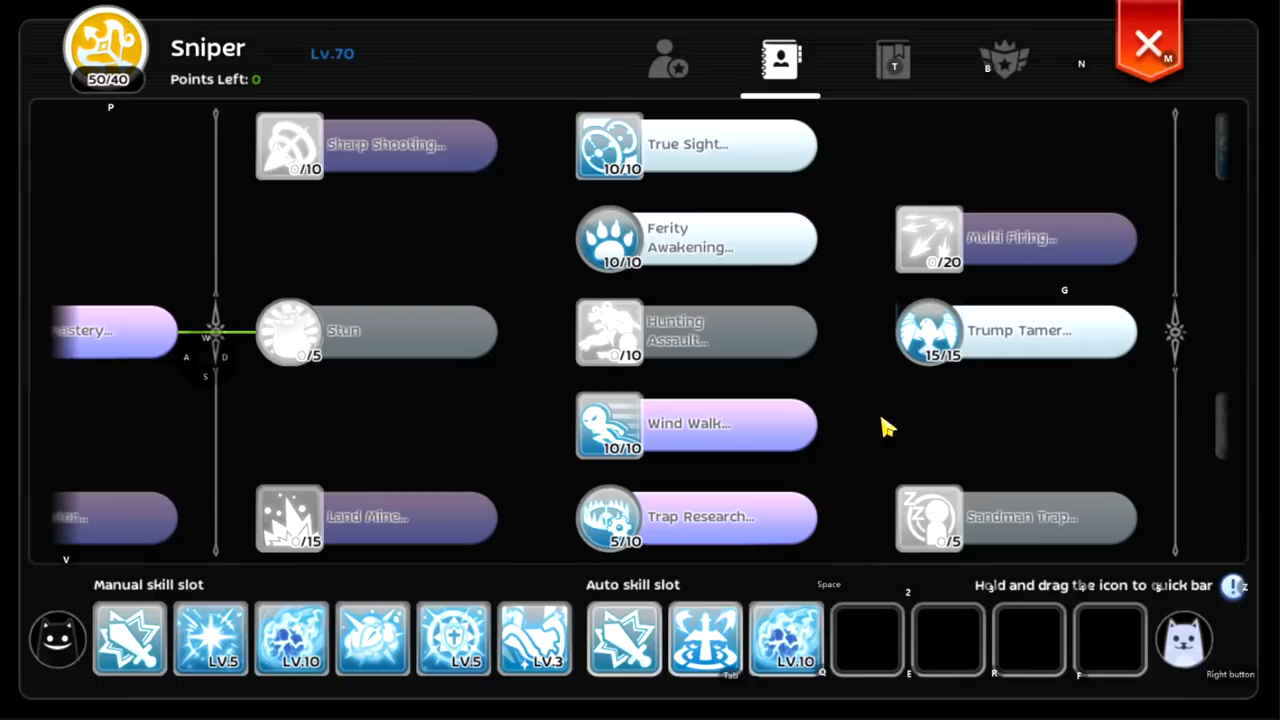 Sniper
Lv.70
50/40
Points Left: 0
T
B
N
M
P
Sharp Shooting...
0/10
True Sight...
10/10
Ferity
Awakening...
10/10
Multi Firing...
0/20
G
astery...
W
A
D
S
Stun
0/5
Hunting
Assault...
0/10
Trump Tamer...
15/15
Wind Walk...
10/10
tor...
Land Mine...
0/15
Trap Research...
5/10
Sandman Trap...
0/5
V
Manual skill slot
Auto skill slot
Space
2
Hold and drag the icon to quick bar
Z
LV.5
LV.10
LV.5
LV.3
Tab
LV.10
Q
E
R
F
Right button